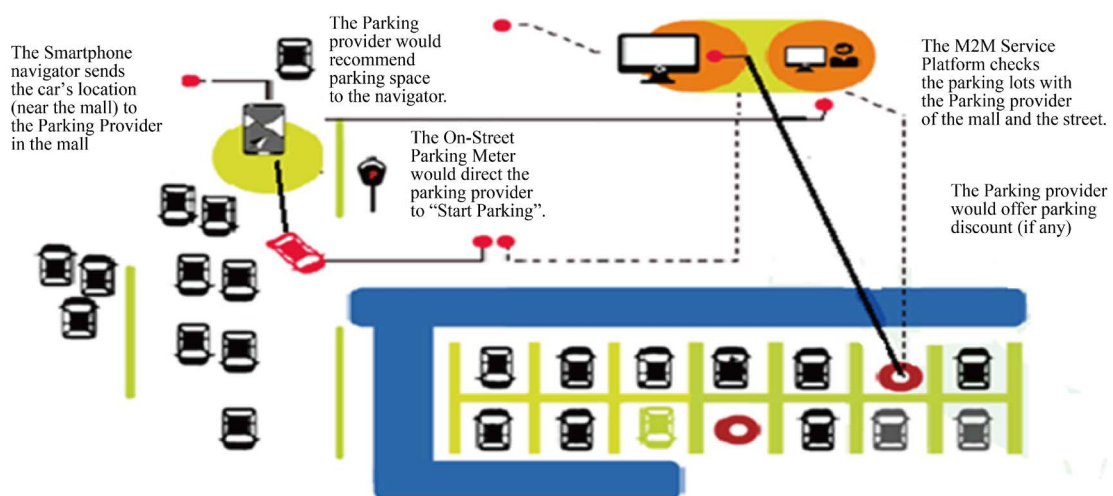 The Smartphone
navigator sends
the car's location
(near the mall) to
the Parking Provider
in the mall
The Parking
provider would
recommend
parking space
to the navigator.
The On-Street
Parking Meter
would direct the
parking provider
to “Start Parking”.
P
The M2M Service
Platform checks
the parking lots with
the Parking provider
of the mall and the street.
The Parking provider
would offer parking
discount (if any)